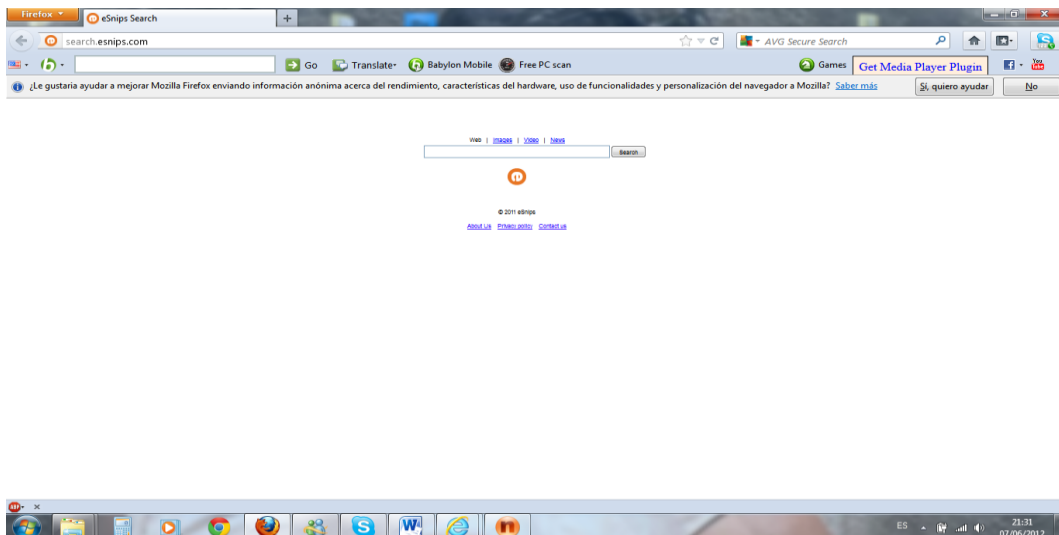 Firefox
eSnips Search
search.esnips.com
AVG Secure Search
Go Translate Babylon Mobile Free PC scan Games Get Media Player Plugin
¿Le gustaria ayudar a mejorar Mozilla Firefox enviando información anónima acerca del rendimiento, características del hardware, uso de funcionalidades y personalización del navegador a Mozilla? Saber más Sí, quiero ayudar No
Web | Images | Video | News
Search
© 2011 eSnips
About Us Privacy policy Contact us
ABP
ES 21:31
07/06/2012